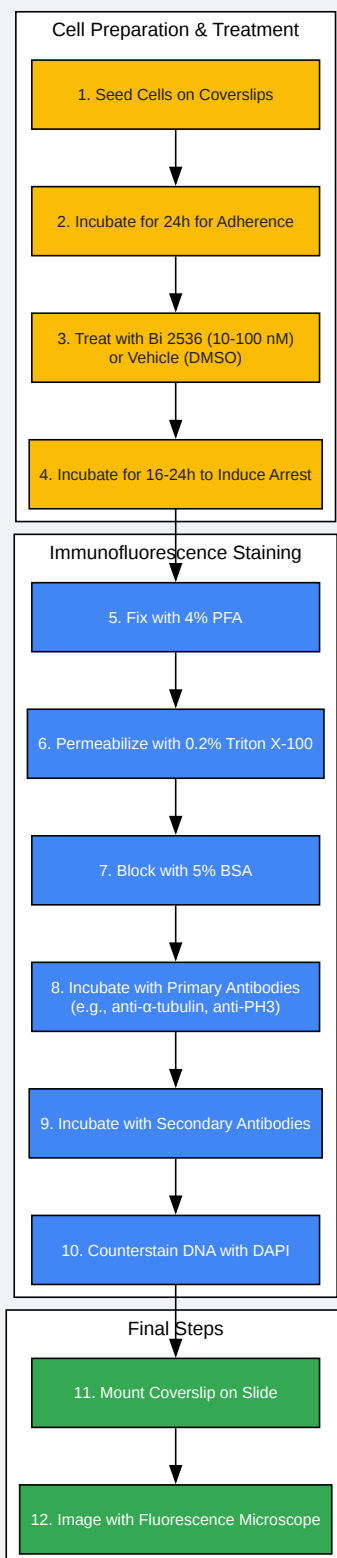 Cell Preparation & Treatment
1. Seed Cells on Coverslips
2. Incubate for 24h for Adherence
3. Treat with Bi 2536 (10-100 nM)
or Vehicle (DMSO)
4. Incubate for 16-24h to Induce Arrest
Immunofluorescence Staining
5. Fix with 4% PFA
6. Permeabilize with 0.2% Triton X-100
7. Block with 5% BSA
8. Incubate with Primary Antibodies
(e.g., anti-α-tubulin, anti-PH3)
9. Incubate with Secondary Antibodies
10. Counterstain DNA with DAPI
Final Steps
11. Mount Coverslip on Slide
12. Image with Fluorescence Microscope